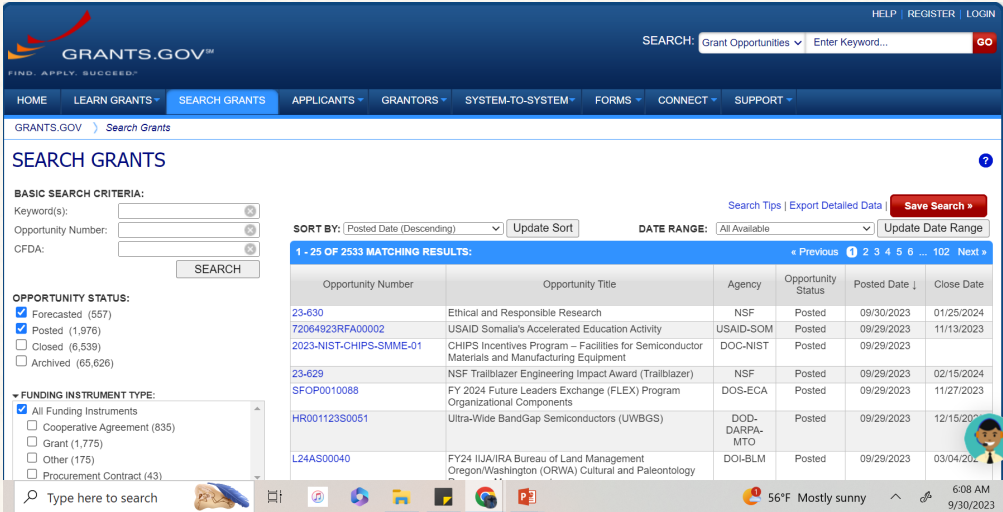 HELP | REGISTER | LOGIN
GRANTS.GOV℠
FIND. APPLY. SUCCEED.℠
SEARCH: Grant Opportunities Enter Keyword... GO
HOME LEARN GRANTS SEARCH GRANTS APPLICANTS GRANTORS SYSTEM-TO-SYSTEM FORMS CONNECT SUPPORT
GRANTS.GOV 〉 Search Grants
SEARCH GRANTS
?
BASIC SEARCH CRITERIA:
Keyword(s):
Opportunity Number:
CFDA:
SEARCH
OPPORTUNITY STATUS:
Forecasted (557)
Posted (1,976)
Closed (6,539)
Archived (65,626)
FUNDING INSTRUMENT TYPE:
All Funding Instruments
Cooperative Agreement (835)
Grant (1,775)
Other (175)
Procurement Contract (43)
Search Tips | Export Detailed Data | Save Search »
SORT BY: Posted Date (Descending) Update Sort DATE RANGE: All Available Update Date Range
1 - 25 OF 2533 MATCHING RESULTS: « Previous 1 2 3 4 5 6 ... 102 Next »
Opportunity Number Opportunity Title Agency Opportunity Status Posted Date ↓ Close Date
23-630 Ethical and Responsible Research NSF Posted 09/30/2023 01/25/2024
72064923RFA00002 USAID Somalia's Accelerated Education Activity USAID-SOM Posted 09/29/2023 11/13/2023
2023-NIST-CHIPS-SMME-01 CHIPS Incentives Program – Facilities for Semiconductor DOC-NIST Posted 09/29/2023
Materials and Manufacturing Equipment
23-629 NSF Trailblazer Engineering Impact Award (Trailblazer) NSF Posted 09/29/2023 02/15/2024
SFOP0010088 FY 2024 Future Leaders Exchange (FLEX) Program DOS-ECA Posted 09/29/2023 11/27/2023
Organizational Components
HR001123S0051 Ultra-Wide BandGap Semiconductors (UWBGS) DOD- Posted 09/29/2023
DARPA-
MTO
L24AS00040 FY24 IIJA/IRA Bureau of Land Management DOI-BLM Posted 09/29/2023
Oregon/Washington (ORWA) Cultural and Paleontology
Type here to search
56°F Mostly sunny
6:08 AM
9/30/2023